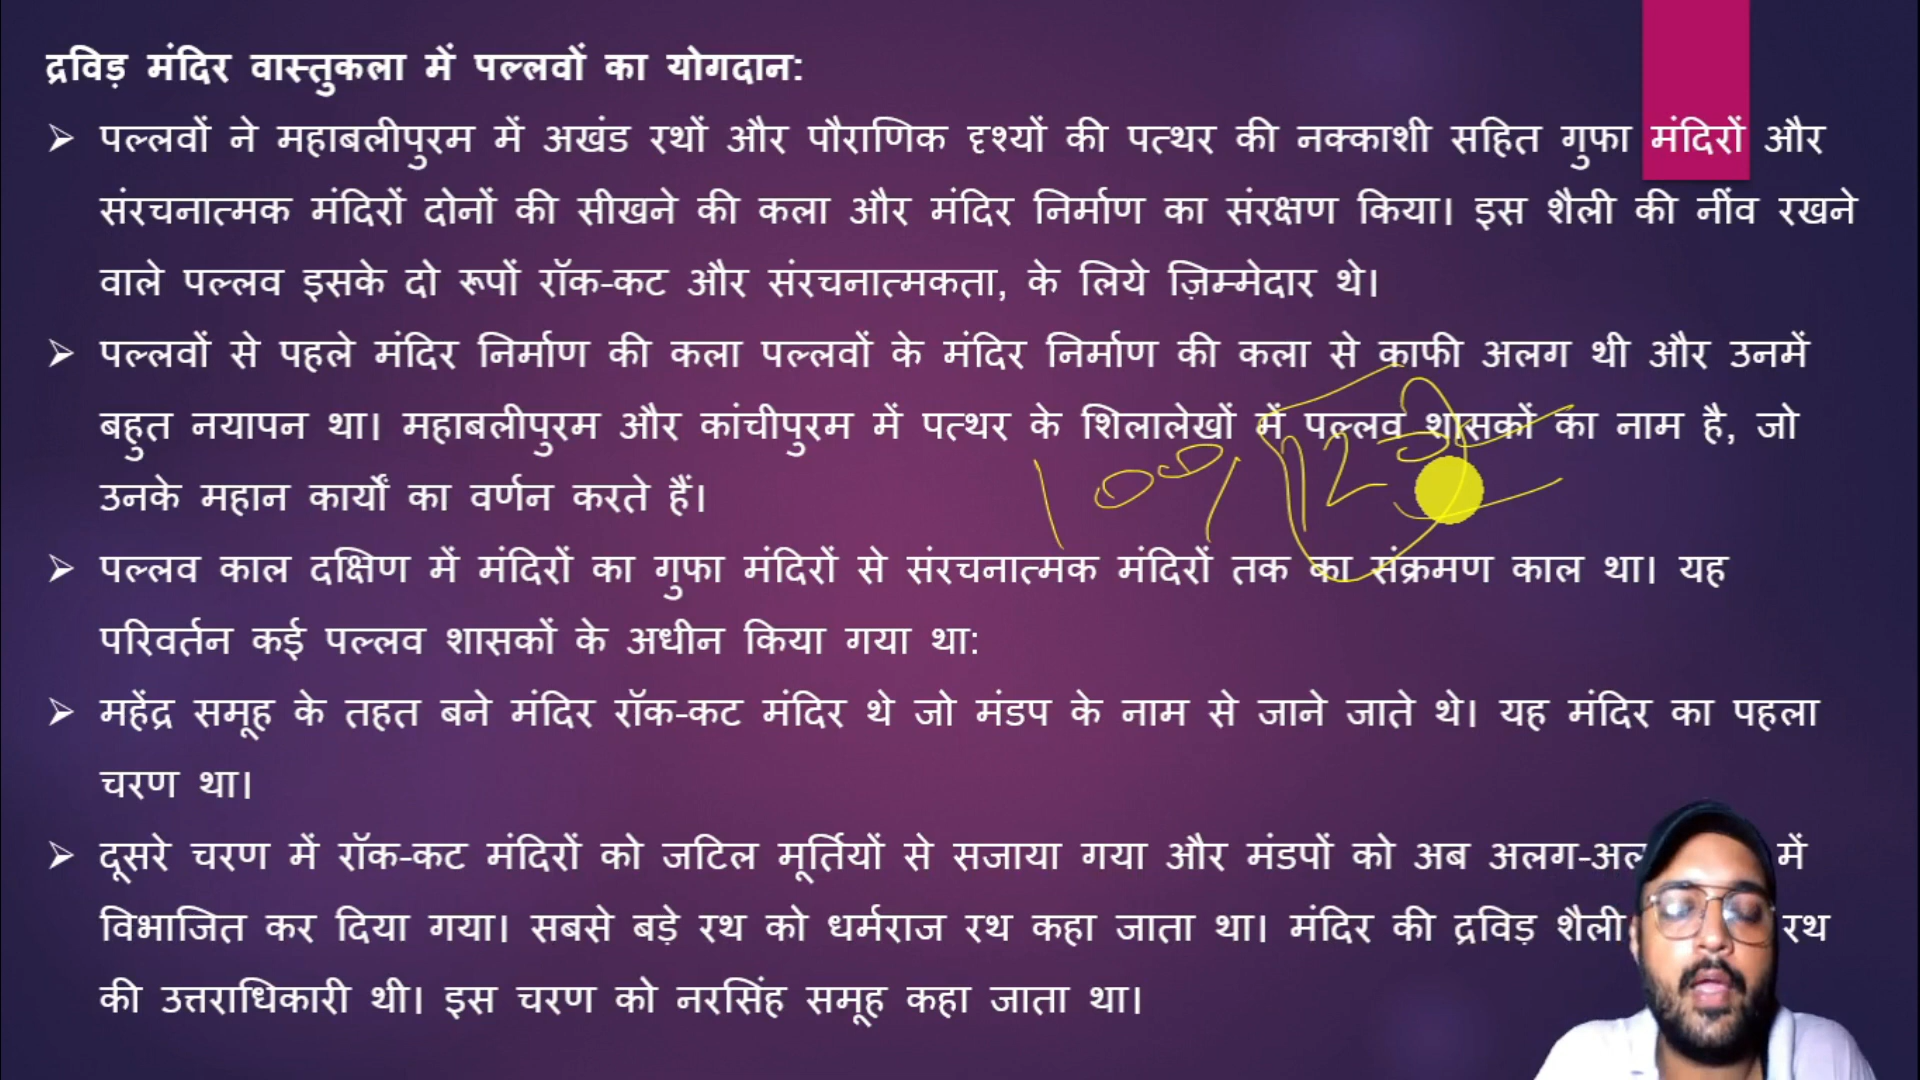 द्रविड़ मंदिर वास्तुकला में पल्लवों का योगदान:
➢ पल्लवों ने महाबलीपुरम में अखंड रथों और पौराणिक दृश्यों की पत्थर की नक्काशी सहित गुफा मंदिरों और
संरचनात्मक मंदिरों दोनों की सीखने की कला और मंदिर निर्माण का संरक्षण किया। इस शैली की नींव रखने
वाले पल्लव इसके दो रूपों रॉक-कट और संरचनात्मकता, के लिये ज़िम्मेदार थे।
➢ पल्लवों से पहले मंदिर निर्माण की कला पल्लवों के मंदिर निर्माण की कला से काफी अलग थी और उनमें
बहुत नयापन था। महाबलीपुरम और कांचीपुरम में पत्थर के शिलालेखों में पल्लव शासकों का नाम है, जो
उनके महान कार्यों का वर्णन करते हैं।
➢ पल्लव काल दक्षिण में मंदिरों का गुफा मंदिरों से संरचनात्मक मंदिरों तक का संक्रमण काल था। यह
परिवर्तन कई पल्लव शासकों के अधीन किया गया था:
➢ महेंद्र समूह के तहत बने मंदिर रॉक-कट मंदिर थे जो मंडप के नाम से जाने जाते थे। यह मंदिर का पहला
चरण था।
➢ दूसरे चरण में रॉक-कट मंदिरों को जटिल मूर्तियों से सजाया गया और मंडपों को अब में
विभाजित कर दिया गया। सबसे बड़े रथ को धर्मराज रथ कहा जाता था। मंदिर की द्रविड़ शैली रथ
की उत्तराधिकारी थी। इस चरण को नरसिंह समूह कहा जाता था।